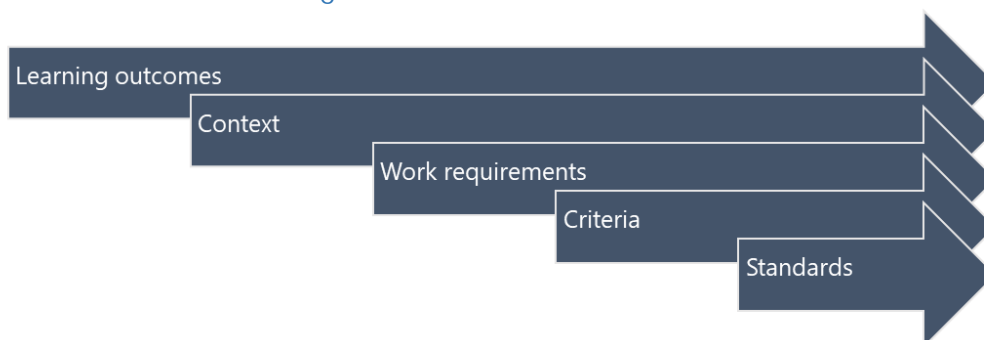 Learning outcomes
Context
Work requirements
Criteria
Standards